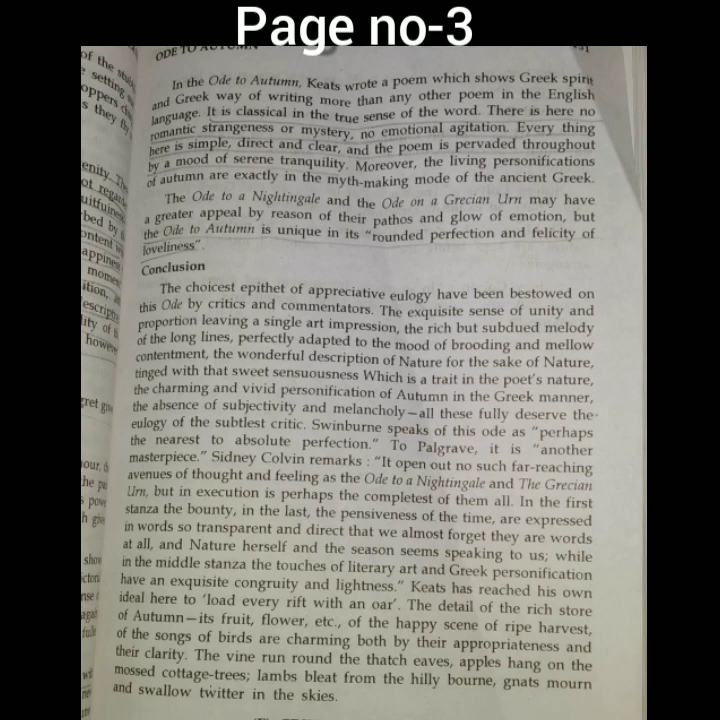 Page no-3
ODE TO AUTUMN
In the Ode to Autumn, Keats wrote a poem which shows Greek spirit
and Greek way of writing more than any other poem in the English
language. It is classical in the true sense of the word. There is here no
romantic strangeness or mystery, no emotional agitation. Every thing
here is simple, direct and clear, and the poem is pervaded throughout
by a mood of serene tranquility. Moreover, the living personifications
of autumn are exactly in the myth-making mode of the ancient Greek.
The Ode to a Nightingale and the Ode on a Grecian Urn may have
a greater appeal by reason of their pathos and glow of emotion, but
the Ode to Autumn is unique in its “rounded perfection and felicity of
loveliness”.
Conclusion
The choicest epithet of appreciative eulogy have been bestowed on
this Ode by critics and commentators. The exquisite sense of unity and
proportion leaving a single art impression, the rich but subdued melody
of the long lines, perfectly adapted to the mood of brooding and mellow
contentment, the wonderful description of Nature for the sake of Nature,
tinged with that sweet sensuousness Which is a trait in the poet's nature,
the charming and vivid personification of Autumn in the Greek manner,
the absence of subjectivity and melancholy—all these fully deserve the
eulogy of the subtlest critic. Swinburne speaks of this ode as “perhaps
the nearest to absolute perfection.” To Palgrave, it is “another
masterpiece.” Sidney Colvin remarks : “It open out no such far-reaching
avenues of thought and feeling as the Ode to a Nightingale and The Grecian
Urn, but in execution is perhaps the completest of them all. In the first
stanza the bounty, in the last, the pensiveness of the time, are expressed
in words so transparent and direct that we almost forget they are words
at all, and Nature herself and the season seems speaking to us; while
in the middle stanza the touches of literary art and Greek personification
have an exquisite congruity and lightness.” Keats has reached his own
ideal here to ‘load every rift with an oar’. The detail of the rich store
of Autumn—its fruit, flower, etc., of the happy scene of ripe harvest,
of the songs of birds are charming both by their appropriateness and
their clarity. The vine run round the thatch eaves, apples hang on the
mossed cottage-trees; lambs bleat from the hilly bourne, gnats mourn
and swallow twitter in the skies.